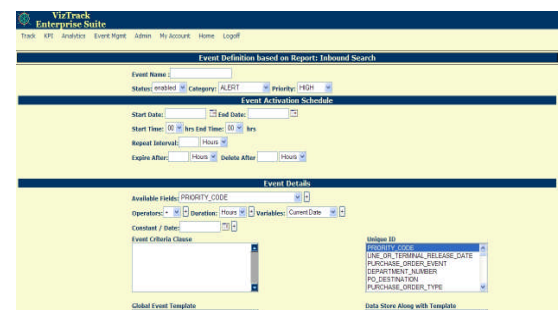 VizTrack
Enterprise Suite
Track KPI Analytics Event Mgmt Admin My Account Home Logoff
Event Definition based on Report: Inbound Search
Event Name :
Status: enabled Category: ALERT Priority: HIGH
Event Activation Schedule
Start Date: End Date:
Start Time: 00 hrs End Time: 00 hrs
Repeat Interval: Hours
Expire After: Hours Delete After Hours
Event Details
Available Fields: PRIORITY_CODE
Operators: Duration: Hours Variables: Current Date
Constant / Date:
Event Criteria Clause Unique ID
PRIORITY_CODE
LINE_OR_TERMINAL_RELEASE_DATE
PURCHASE_ORDER_EVENT
DEPARTMENT_NUMBER
PO_DESTINATION
PURCHASE_ORDER_TYPE
Global Event Template Data Store Along with Template